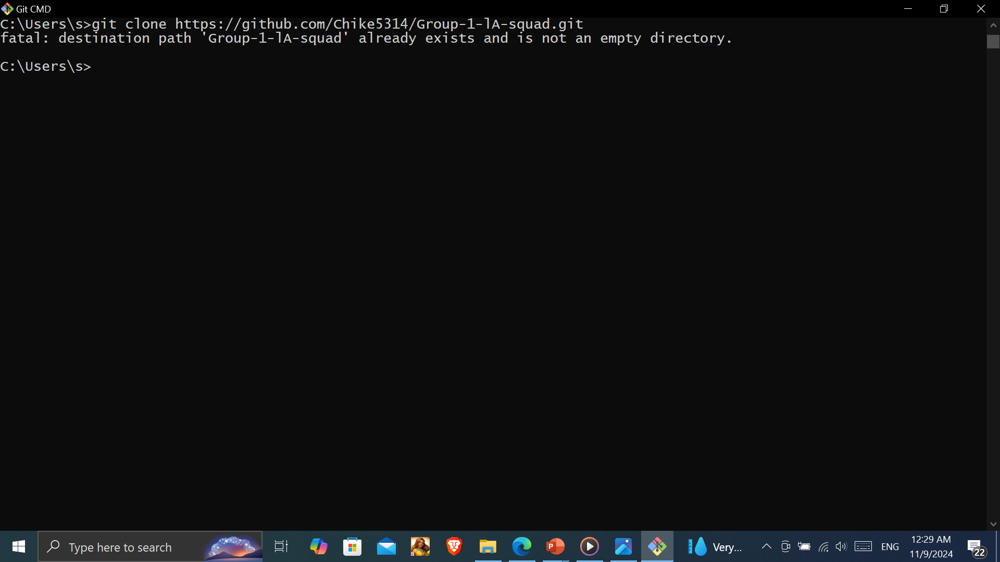 Git CMD
C:\Users\s>git clone https://github.com/Chike5314/Group-1-lA-squad.git
fatal: destination path 'Group-1-lA-squad' already exists and is not an empty directory.
C:\Users\s>
Type here to search
P
Very...
ENG
12:29 AM
11/9/2024
22